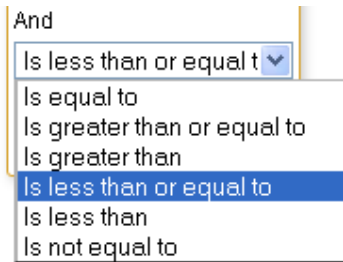 And
Is less than or equal t
Is equal to
Is greater than or equal to
Is greater than
Is less than or equal to
Is less than
Is not equal to